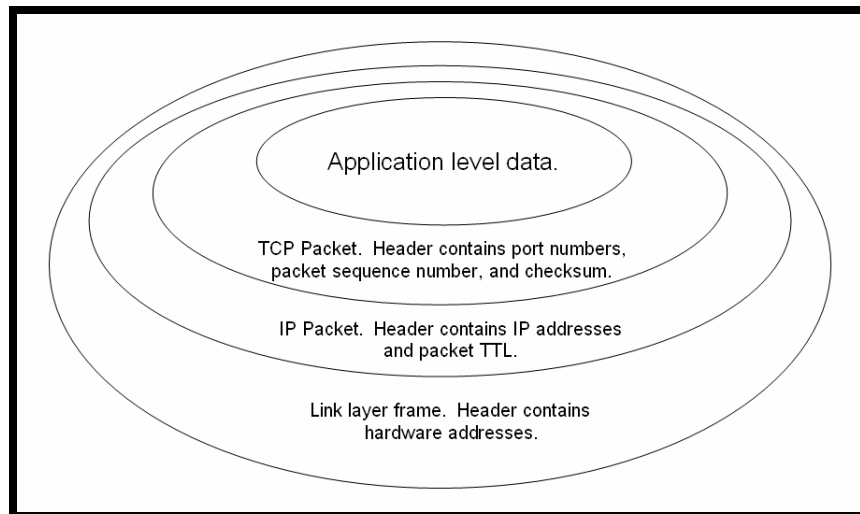 Application level data.
TCP Packet.  Header contains port numbers,
packet sequence number, and checksum.
IP Packet.  Header contains IP addresses
and packet TTL.
Link layer frame.  Header contains
hardware addresses.